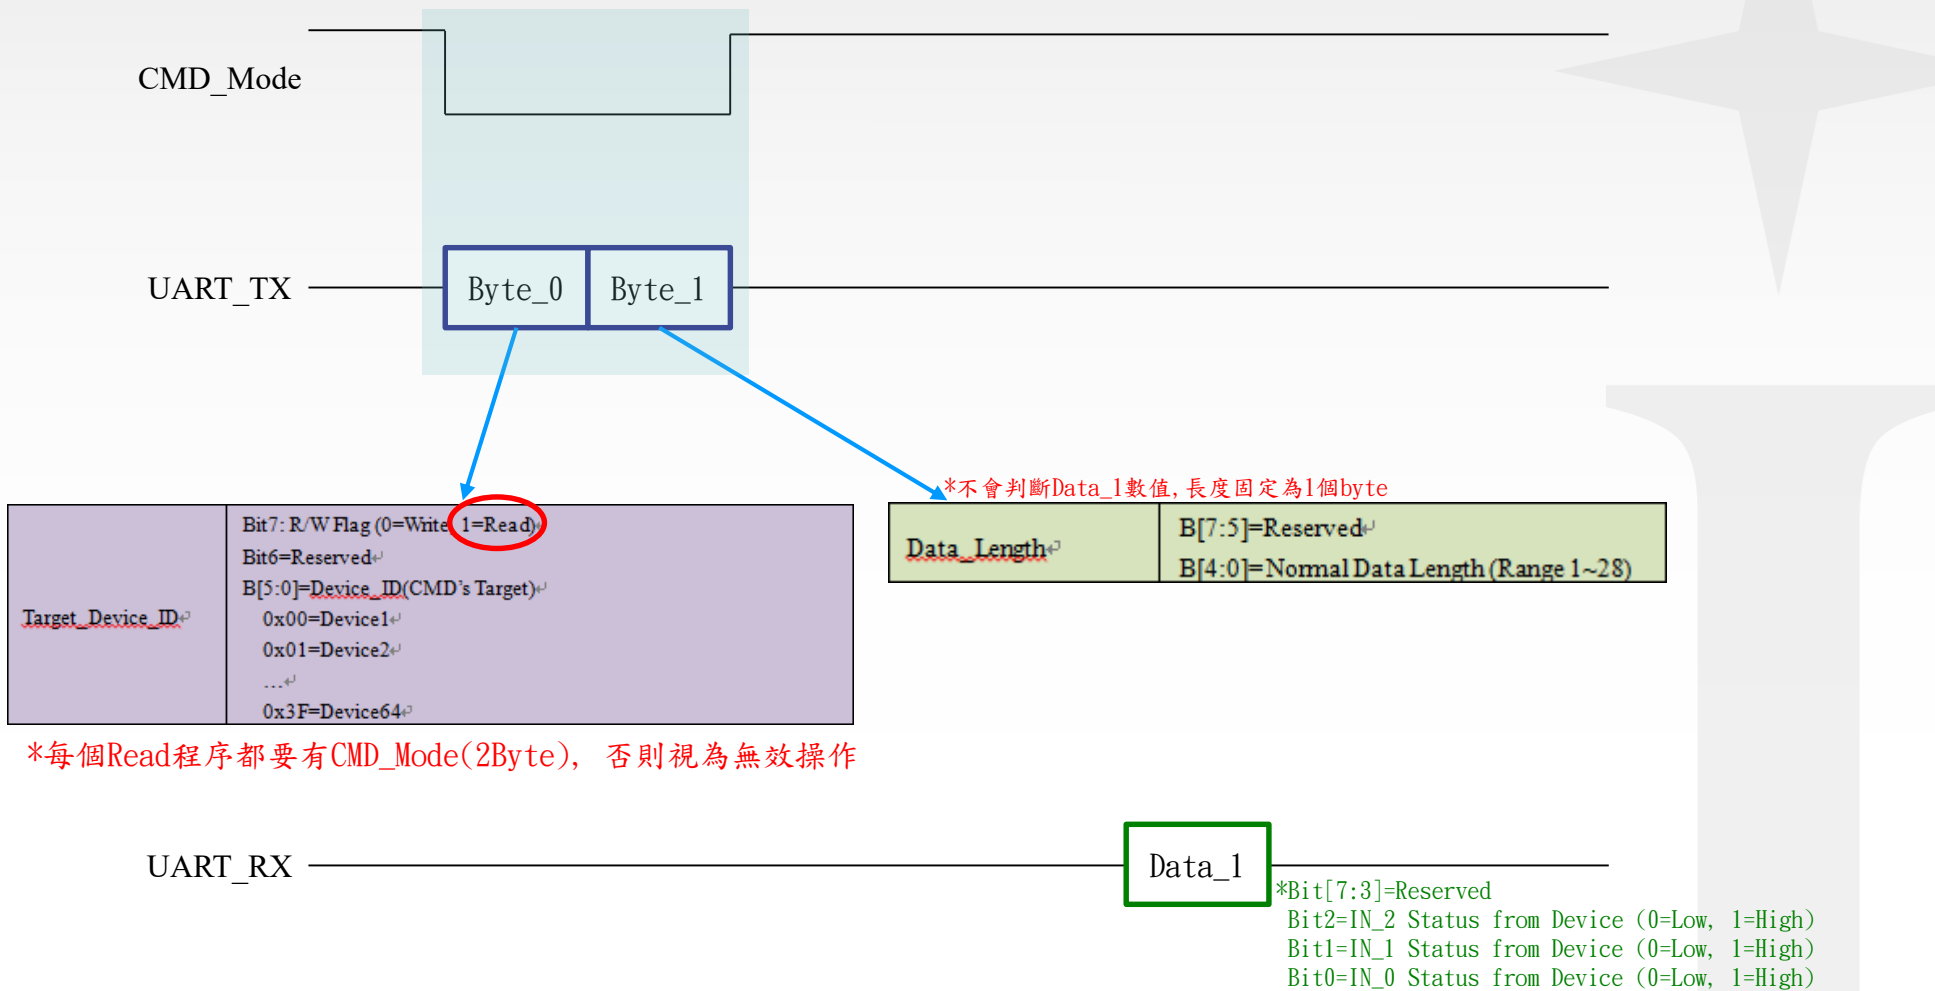 CMD_Mode
UART_TX
Byte_0
Byte_1
*不會判斷Data_1數值,長度固定為1個byte
Target_Device_ID
Bit7: R/W Flag (0=Write, 1=Read)
Bit6=Reserved
B[5:0]=Device_ID(CMD's Target)
0x00=Device1
0x01=Device2
...
0x3F=Device64
Data_Length
B[7:5]=Reserved
B[4:0]=Normal Data Length (Range 1~28)
*每個Read程序都要有CMD_Mode(2Byte), 否則視為無效操作
UART_RX
Data_1
*Bit[7:3]=Reserved
Bit2=IN_2 Status from Device (0=Low, 1=High)
Bit1=IN_1 Status from Device (0=Low, 1=High)
Bit0=IN_0 Status from Device (0=Low, 1=High)